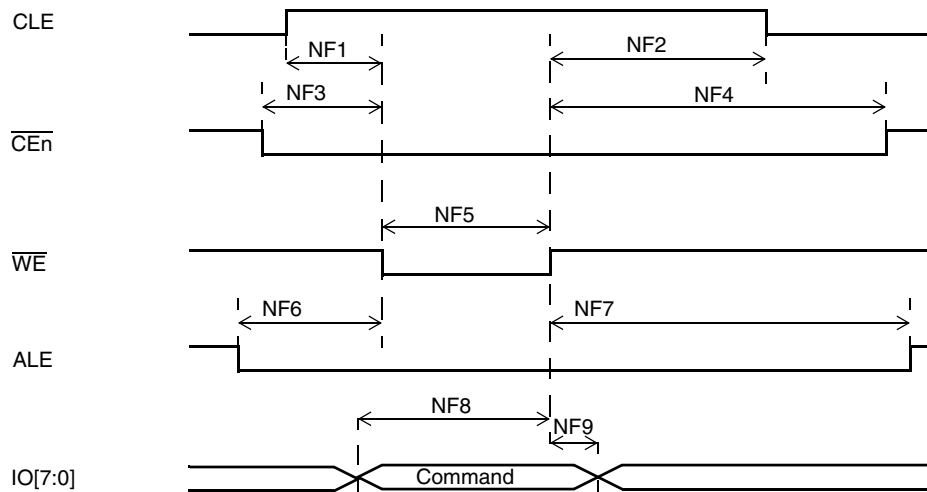 CLE
NF1
NF2
NF3
NF4
CEn
NF5
WE
NF6
NF7
ALE
NF8
NF9
IO[7:0]
Command